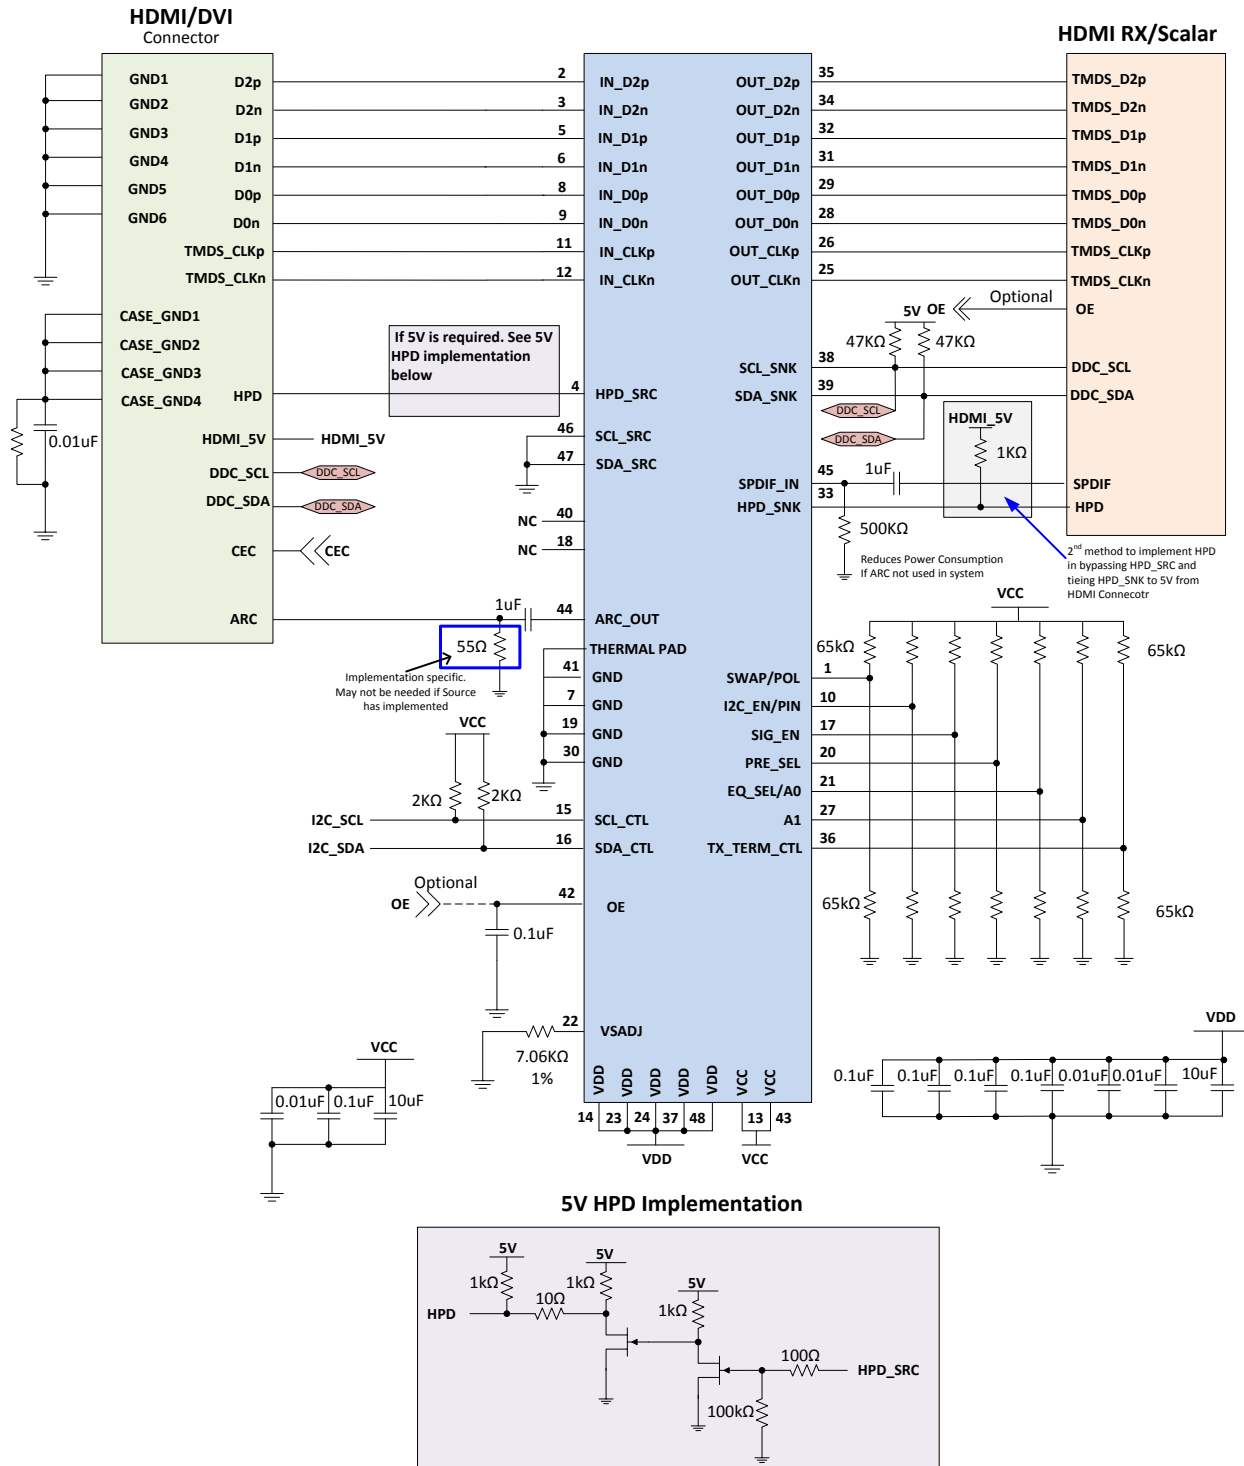 HDMI/DVI
Connector
HDMI RX/Scalar
GND1
GND2
GND3
GND4
GND5
GND6
CASE_GND1
CASE_GND2
CASE_GND3
CASE_GND4
0.01uF
D2p
D2n
D1p
D1n
D0p
D0n
TMDS_CLKp
TMDS_CLKn
HPD
HDMI_5V
HDMI_5V
DDC_SCL
DDC_SCL
DDC_SDA
DDC_SDA
CEC
CEC
ARC
If 5V is required. See 5V
HPD implementation
below
2 IN_D2p
3 IN_D2n
5 IN_D1p
6 IN_D1n
8 IN_D0p
9 IN_D0n
11 IN_CLKp
12 IN_CLKn
4 HPD_SRC
46 SCL_SRC
47 SDA_SRC
NC 40
NC 18
1uF
44 ARC_OUT
55Ω
Implementation specific.
May not be needed if Source
has implemented
THERMAL PAD
41 GND
7 GND
19 GND
30 GND
VCC
2KΩ
2KΩ
I2C_SCL 15 SCL_CTL
I2C_SDA 16 SDA_CTL
Optional
OE 42 OE
0.1uF
22 VSADJ
7.06KΩ
1%
VCC
0.01uF
0.1uF
10uF
VDD
VDD
VDD
VDD
VDD
VCC
VCC
14 23 24 37 48 13 43
VDD
VCC
OUT_D2p 35 TMDS_D2p
OUT_D2n 34 TMDS_D2n
OUT_D1p 32 TMDS_D1p
OUT_D1n 31 TMDS_D1n
OUT_D0p 29 TMDS_D0p
OUT_D0n 28 TMDS_D0n
OUT_CLKp 26 TMDS_CLKp
OUT_CLKn 25 TMDS_CLKn
Optional
5V OE OE
47KΩ
47KΩ
SCL_SNK 38 DDC_SCL
SDA_SNK 39 DDC_SDA
DDC_SCL
DDC_SDA
HDMI_5V
1KΩ
1uF
SPDIF_IN 45 SPDIF
HPD_SNK 33 HPD
500KΩ
Reduces Power Consumption
If ARC not used in system
2nd method to implement HPD
in bypassing HPD_SRC and
tieing HPD_SNK to 5V from
HDMI Connecotr
VCC
65kΩ
65kΩ
SWAP/POL 1
I2C_EN/PIN 10
SIG_EN 17
PRE_SEL 20
EQ_SEL/A0 21
A1 27
TX_TERM_CTL 36
65kΩ
65kΩ
VDD
0.1uF
0.1uF
0.1uF
0.1uF
0.01uF
0.01uF
10uF
5V HPD Implementation
5V
1kΩ
5V
1kΩ
5V
1kΩ
HPD
10Ω
100Ω
HPD_SRC
100kΩ